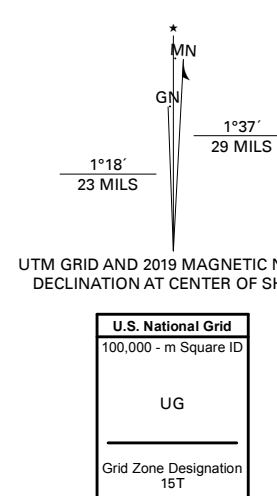 MN
GN
1°37´
29 MILS
1°18´
23 MILS
UTM GRID AND 2019 MAGNETIC
DECLINATION AT CENTER OF
U.S. National Grid
100,000 - m Square ID
UG
Grid Zone Designation
15T